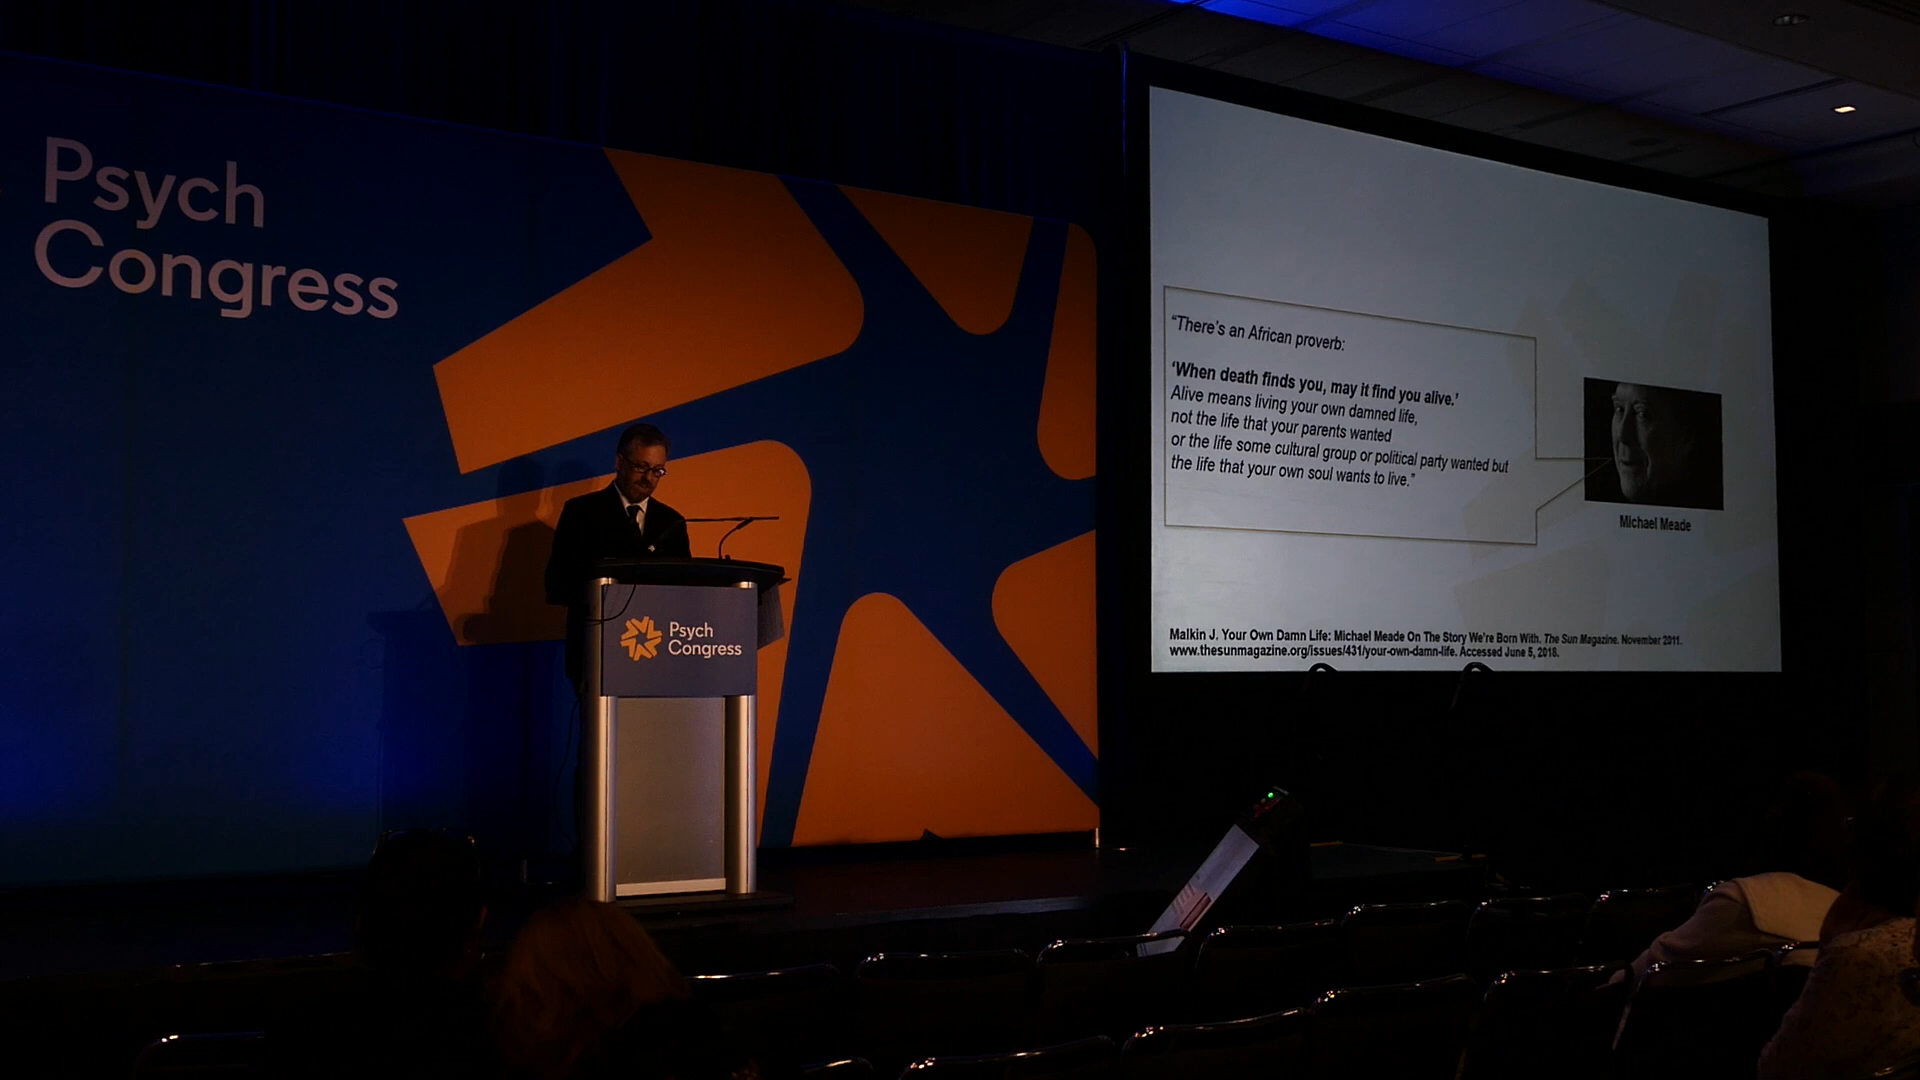 Psych
Congress
Psych
Congress
“There’s an African proverb:
‘When death finds you, may it find you alive.’
Alive means living your own damned life,
not the life that your parents wanted
or the life some cultural group or political party wanted but
the life that your own soul wants to live.”
Michael Meade
Malkin J. Your Own Damn Life: Michael Meade On The Story We're Born With. The Sun Magazine. November 2011.
www.thesunmagazine.org/issues/431/your-own-damn-life. Accessed June 5, 2018.